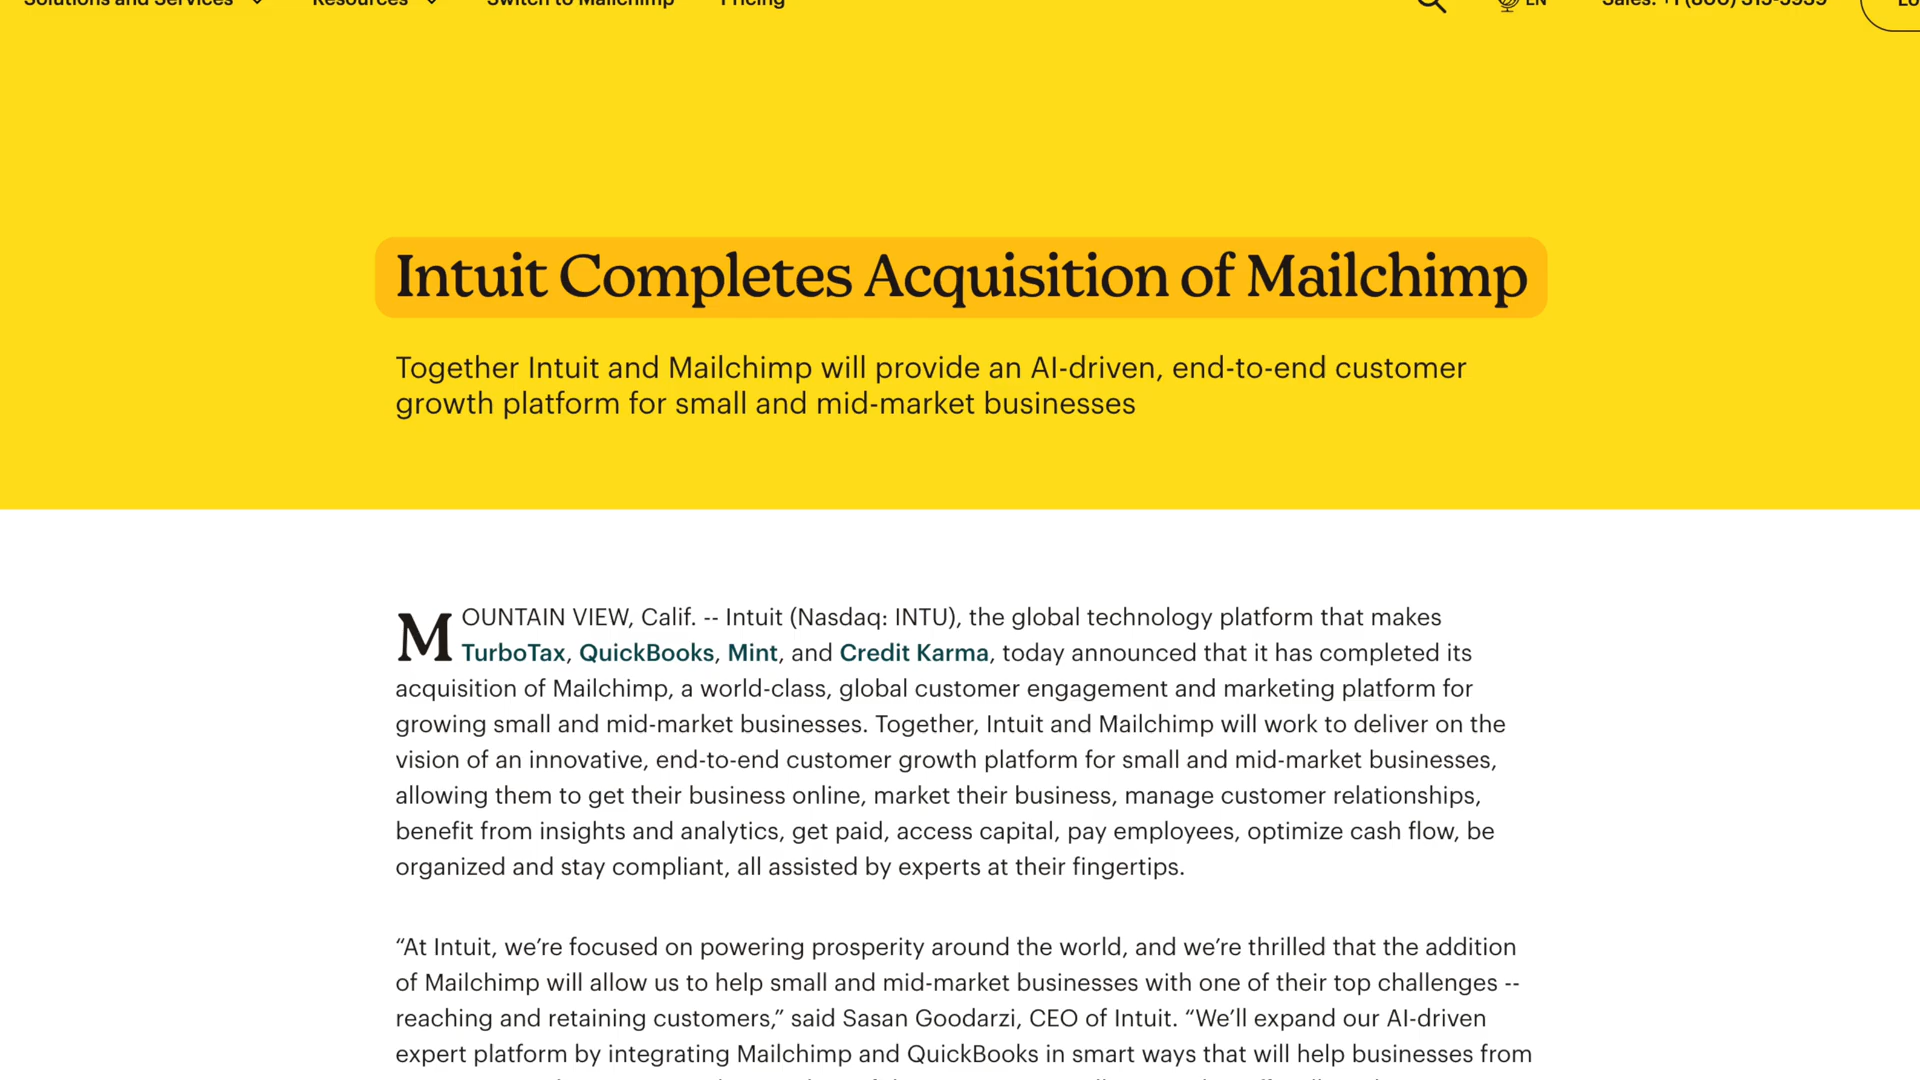 Solutions and Services
Resources
Switch to Mailchimp
Pricing
EN
Sales: +1 (800) 315-5939
Intuit Completes Acquisition of Mailchimp
Together Intuit and Mailchimp will provide an AI-driven, end-to-end customer
growth platform for small and mid-market businesses
MOUNTAIN VIEW, Calif. -- Intuit (Nasdaq: INTU), the global technology platform that makes
TurboTax, QuickBooks, Mint, and Credit Karma, today announced that it has completed its
acquisition of Mailchimp, a world-class, global customer engagement and marketing platform for
growing small and mid-market businesses. Together, Intuit and Mailchimp will work to deliver on the
vision of an innovative, end-to-end customer growth platform for small and mid-market businesses,
allowing them to get their business online, market their business, manage customer relationships,
benefit from insights and analytics, get paid, access capital, pay employees, optimize cash flow, be
organized and stay compliant, all assisted by experts at their fingertips.
“At Intuit, we’re focused on powering prosperity around the world, and we’re thrilled that the addition
of Mailchimp will allow us to help small and mid-market businesses with one of their top challenges --
reaching and retaining customers,” said Sasan Goodarzi, CEO of Intuit. “We’ll expand our AI-driven
expert platform by integrating Mailchimp and QuickBooks in smart ways that will help businesses from